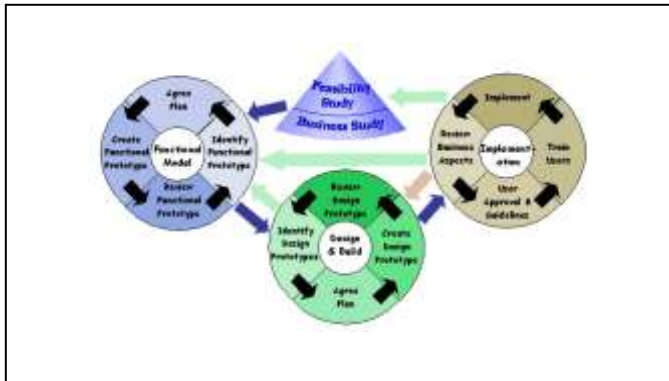 Feasibility
Study
Business Study
Agree
Plan
Create
Functional
Prototype
Functional
Model
Identify
Functional
Prototype
Review
Functional
Prototype
Implement
Review
Business
Aspects
Implement-
ation
Train
Users
User
Approval &
Guidelines
Review
Design
Prototype
Identify
Design
Prototypes
Design
& Build
Create
Design
Prototype
Agree
Plan